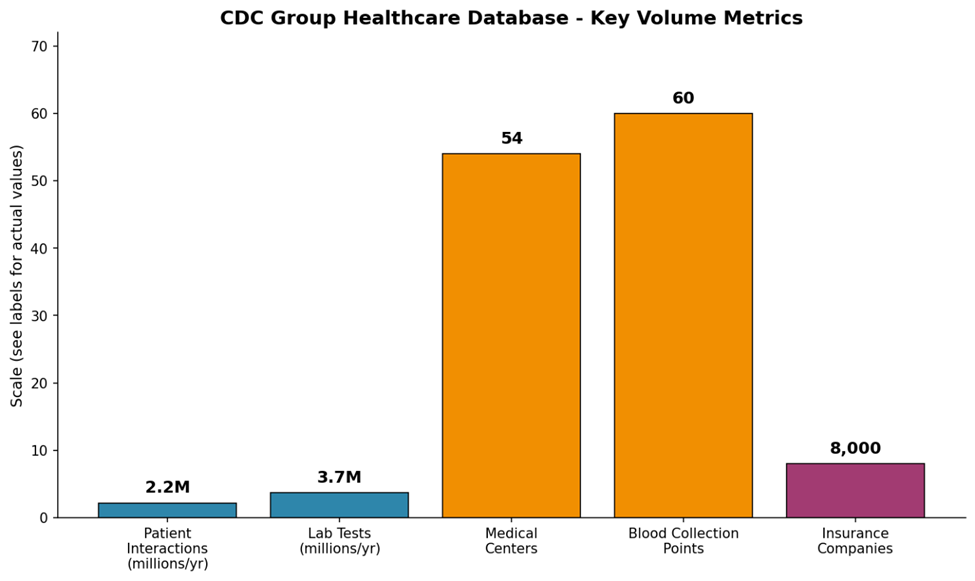 CDC Group Healthcare Database - Key Volume Metrics
Scale (see labels for actual values)
70
60
50
40
30
20
10
0
2.2M
3.7M
54
60
8,000
Patient
Interactions
(millions/yr)
Lab Tests
(millions/yr)
Medical
Centers
Blood Collection
Points
Insurance
Companies